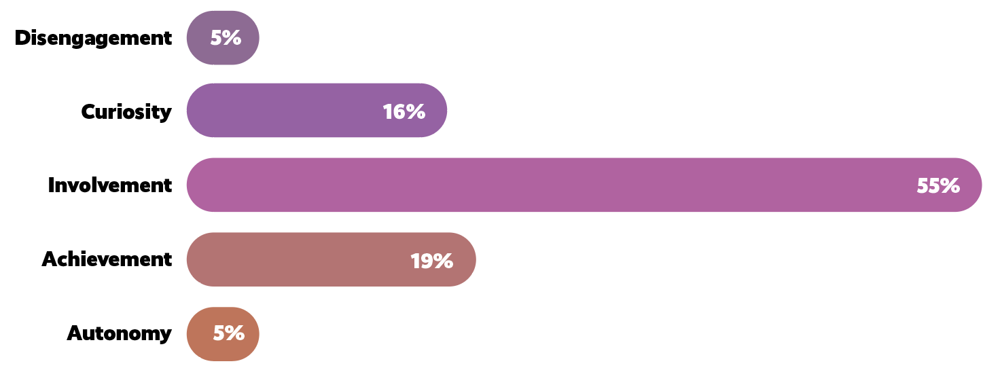 Disengagement 5%
Curiosity 16%
Involvement 55%
Achievement 19%
Autonomy 5%